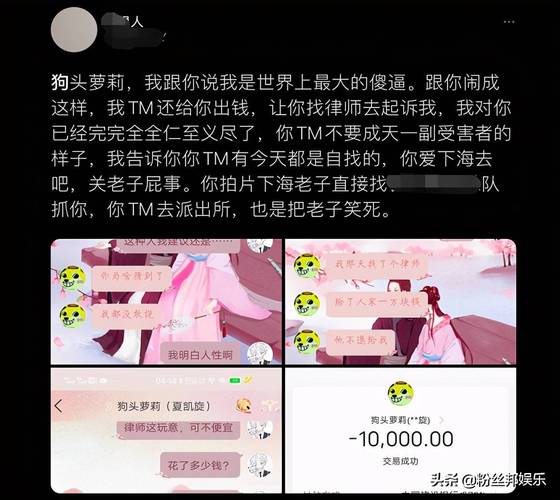 人
狗头萝莉，我跟你说我是世界上最大的傻逼。跟你闹成
这样，我TM还给你出钱，让你找律师去起诉我，我对你
已经完完全全仁至义尽了，你TM不要成天一副受害者的
样子，我告诉你你TM有今天都是自找的，你爱下海去
吧，关老子屁事。你拍片下海老子直接找
队
抓你，你TM去派出所，也是把老子笑死。
这种人我建议还是……
你为啥猜到了
我都没敢说
我明白人性啊
我那天找了个律师
给了人家一万块钱
他不退给我
狗头萝莉（夏凯旋）
律师这玩意，可不便宜
花了多少钱？
狗头萝莉(**旋)
-10,000.00
交易成功
头条 @粉丝邦娱乐